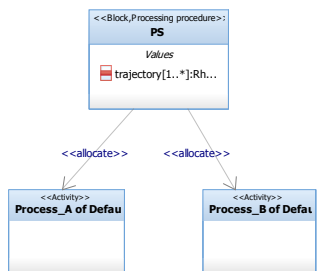 <<Block,Processing procedure>>
PS
Values
trajectory[1..*]:Rh...
<<allocate>> <<allocate>>
<<Activity>> <<Activity>>
Process_A of Defau Process_B of Defau